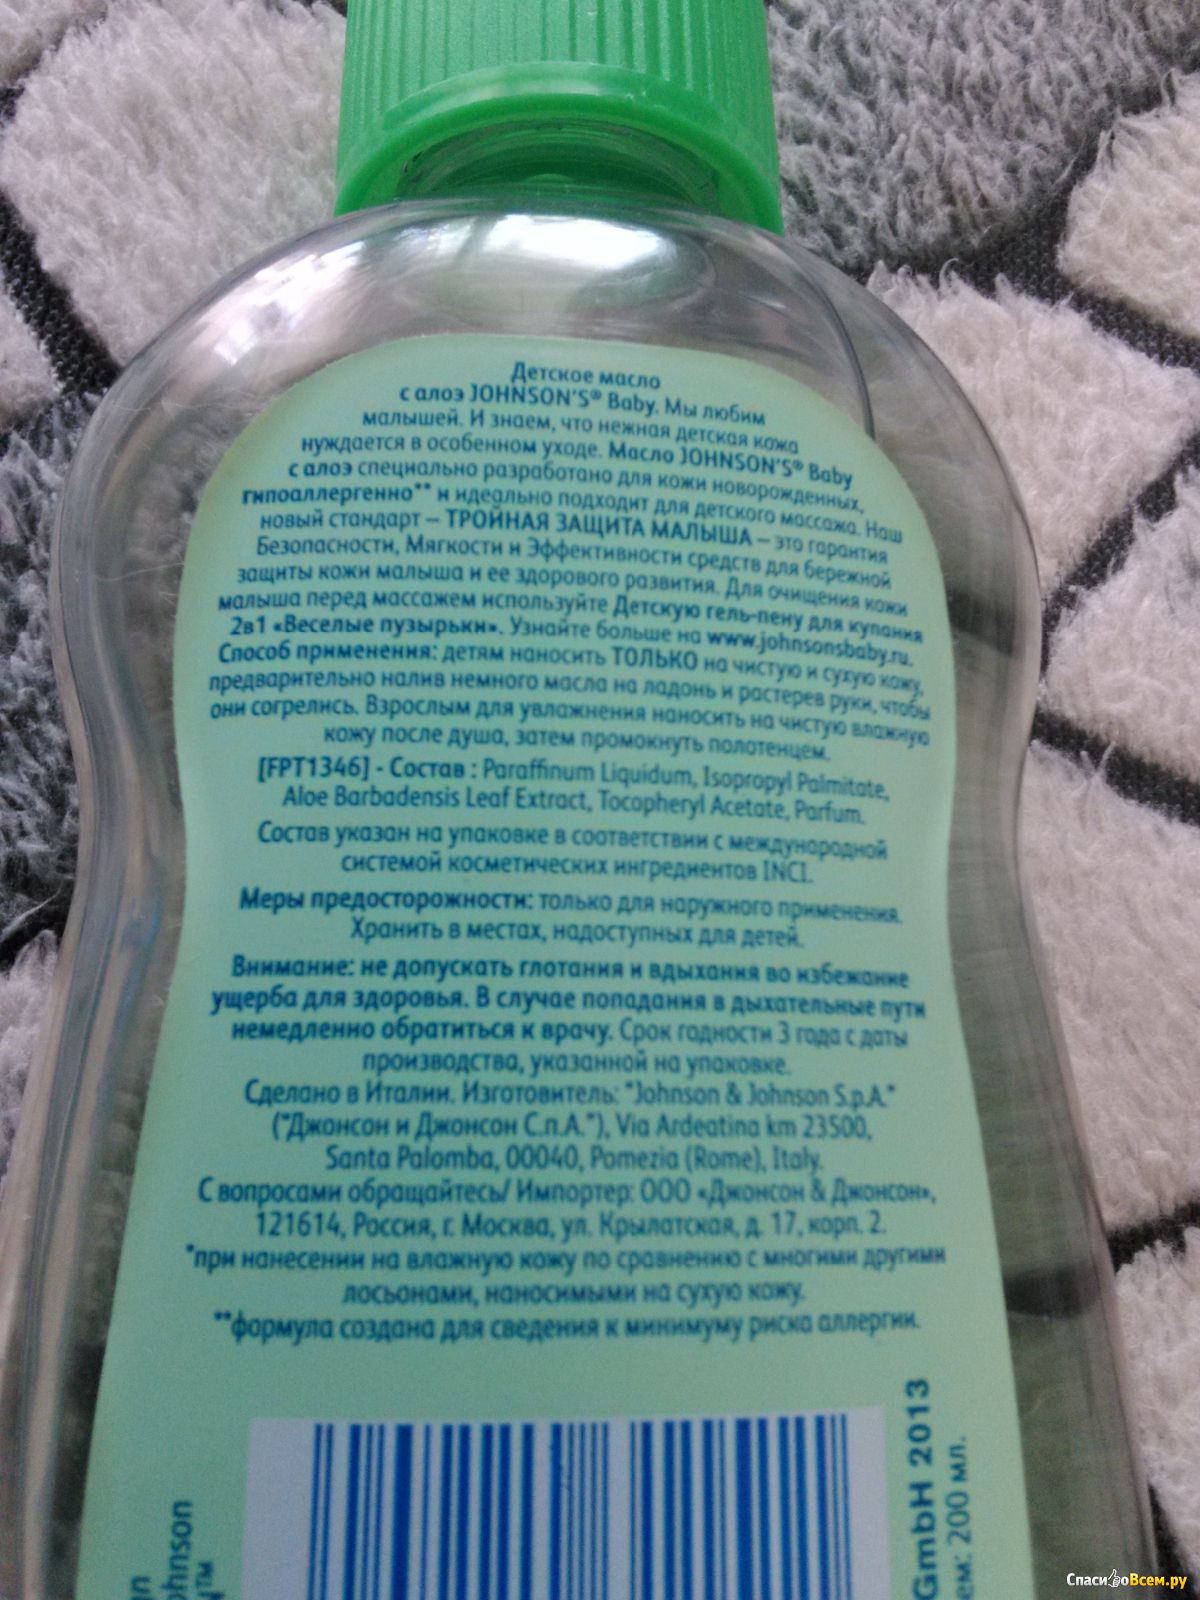 Детское масло
с алоэ JOHNSON'S® Baby. Мы любим
малышей. И знаем, что нежная детская кожа
нуждается в особенном уходе. Масло JOHNSON'S® Baby
с алоэ специально разработано для кожи новорожденных,
гипоаллергенно** и идеально подходит для детского массажа. Наш
новый стандарт – ТРОЙНАЯ ЗАЩИТА МАЛЫША – это гарантия
Безопасности, Мягкости и Эффективности средств для бережной
защиты кожи малыша и ее здорового развития. Для очищения кожи
малыша перед массажем используйте Детскую гель-пену для купания
2в1 «Веселые пузырьки». Узнайте больше на www.johnsonsbaby.ru.
Способ применения: детям наносить ТОЛЬКО на чистую и сухую кожу,
предварительно налив немного масла на ладонь и растерев руки, чтобы
они согрелись. Взрослым для увлажнения наносить на чистую влажную
кожу после душа, затем промокнуть полотенцем.
[FPT1346] - Состав : Paraffinum Liquidum, Isopropyl Palmitate,
Aloe Barbadensis Leaf Extract, Tocopheryl Acetate, Parfum.
Состав указан на упаковке в соответствии с международной
системой косметических ингредиентов INCI.
Меры предосторожности: только для наружного применения.
Хранить в местах, надоступных для детей.
Внимание: не допускать глотания и вдыхания во избежание
ущерба для здоровья. В случае попадания в дыхательные пути
немедленно обратиться к врачу. Срок годности 3 года с даты
производства, указанной на упаковке.
Сделано в Италии. Изготовитель: "Johnson & Johnson S.p.A."
("Джонсон и Джонсон С.п.А."), Via Ardeatina km 23500,
Santa Palomba, 00040, Pomezia (Rome), Italy.
С вопросами обращайтесь/ Импортер: ООО «Джонсон & Джонсон»,
121614, Россия, г. Москва, ул. Крылатская, д. 17, корп. 2.
*при нанесении на влажную кожу по сравнению с многими другими
лосьонами, наносимыми на сухую кожу.
**формула создана для сведения к минимуму риска аллергии.
GmbH 2013
ем: 200 мл.
ohnson
СпасибоВсем.ру